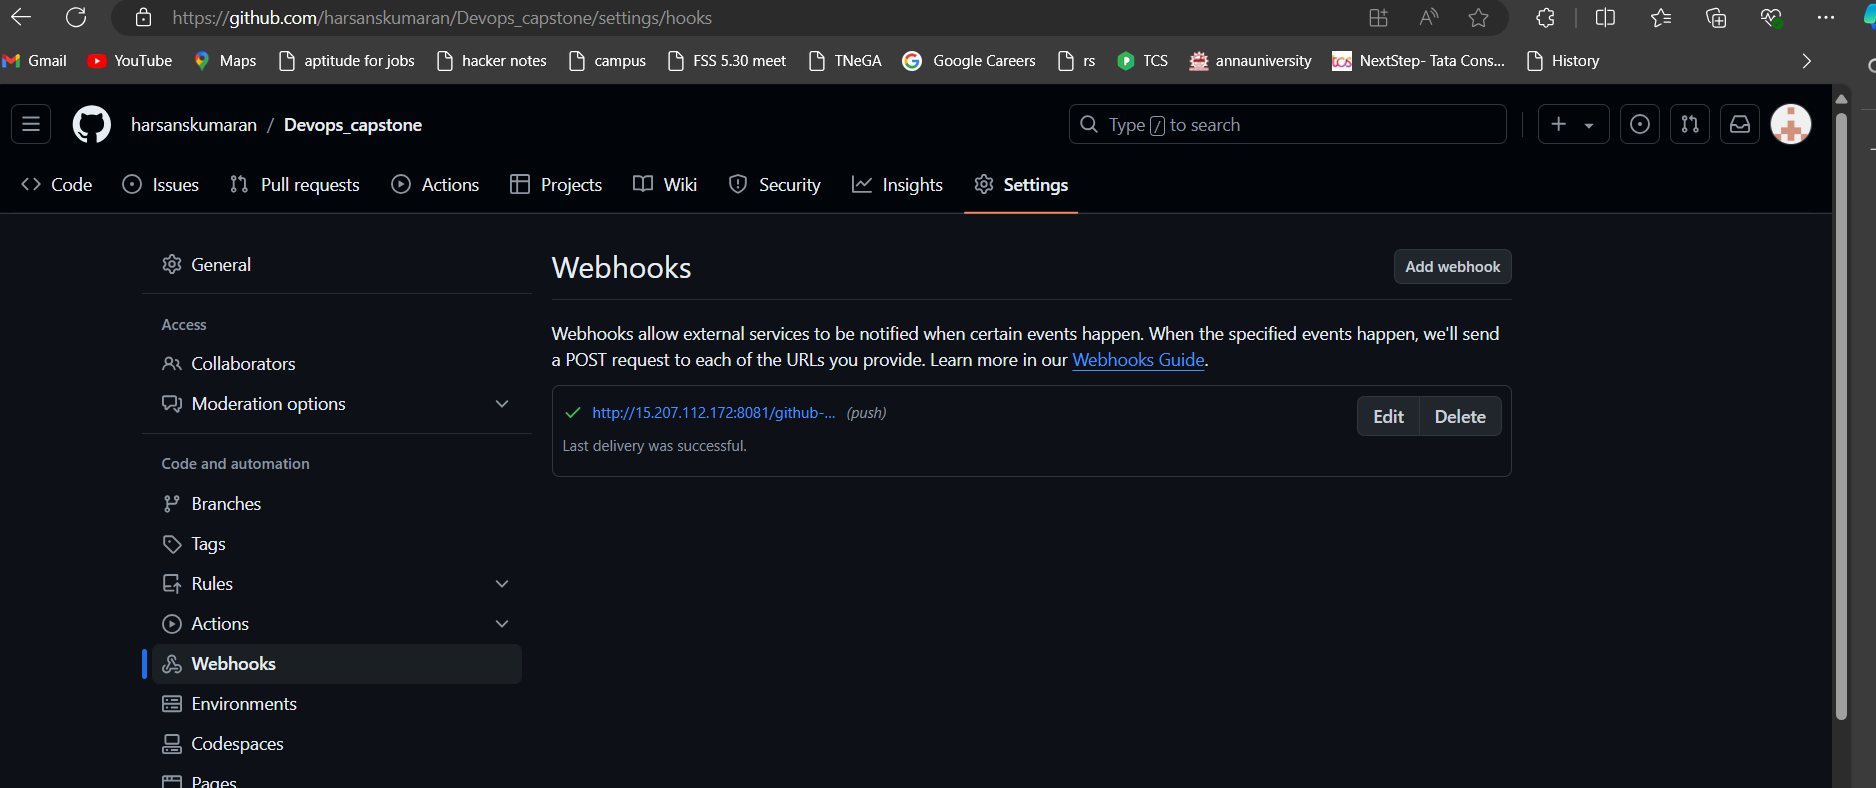 https://github.com/harsanskumaran/Devops_capstone/settings/hooks
Gmail YouTube Maps aptitude for jobs hacker notes campus FSS 5.30 meet TNeGA Google Careers rs TCS annauniversity NextStep- Tata Cons... History
harsanskumaran / Devops_capstone Type / to search
Code Issues Pull requests Actions Projects Wiki Security Insights Settings
General
Access
Collaborators
Moderation options
Code and automation
Branches
Tags
Rules
Actions
Webhooks
Environments
Codespaces
Pages
Webhooks Add webhook
Webhooks allow external services to be notified when certain events happen. When the specified events happen, we'll send
a POST request to each of the URLs you provide. Learn more in our Webhooks Guide.
http://15.207.112.172:8081/github-... (push) Edit Delete
Last delivery was successful.